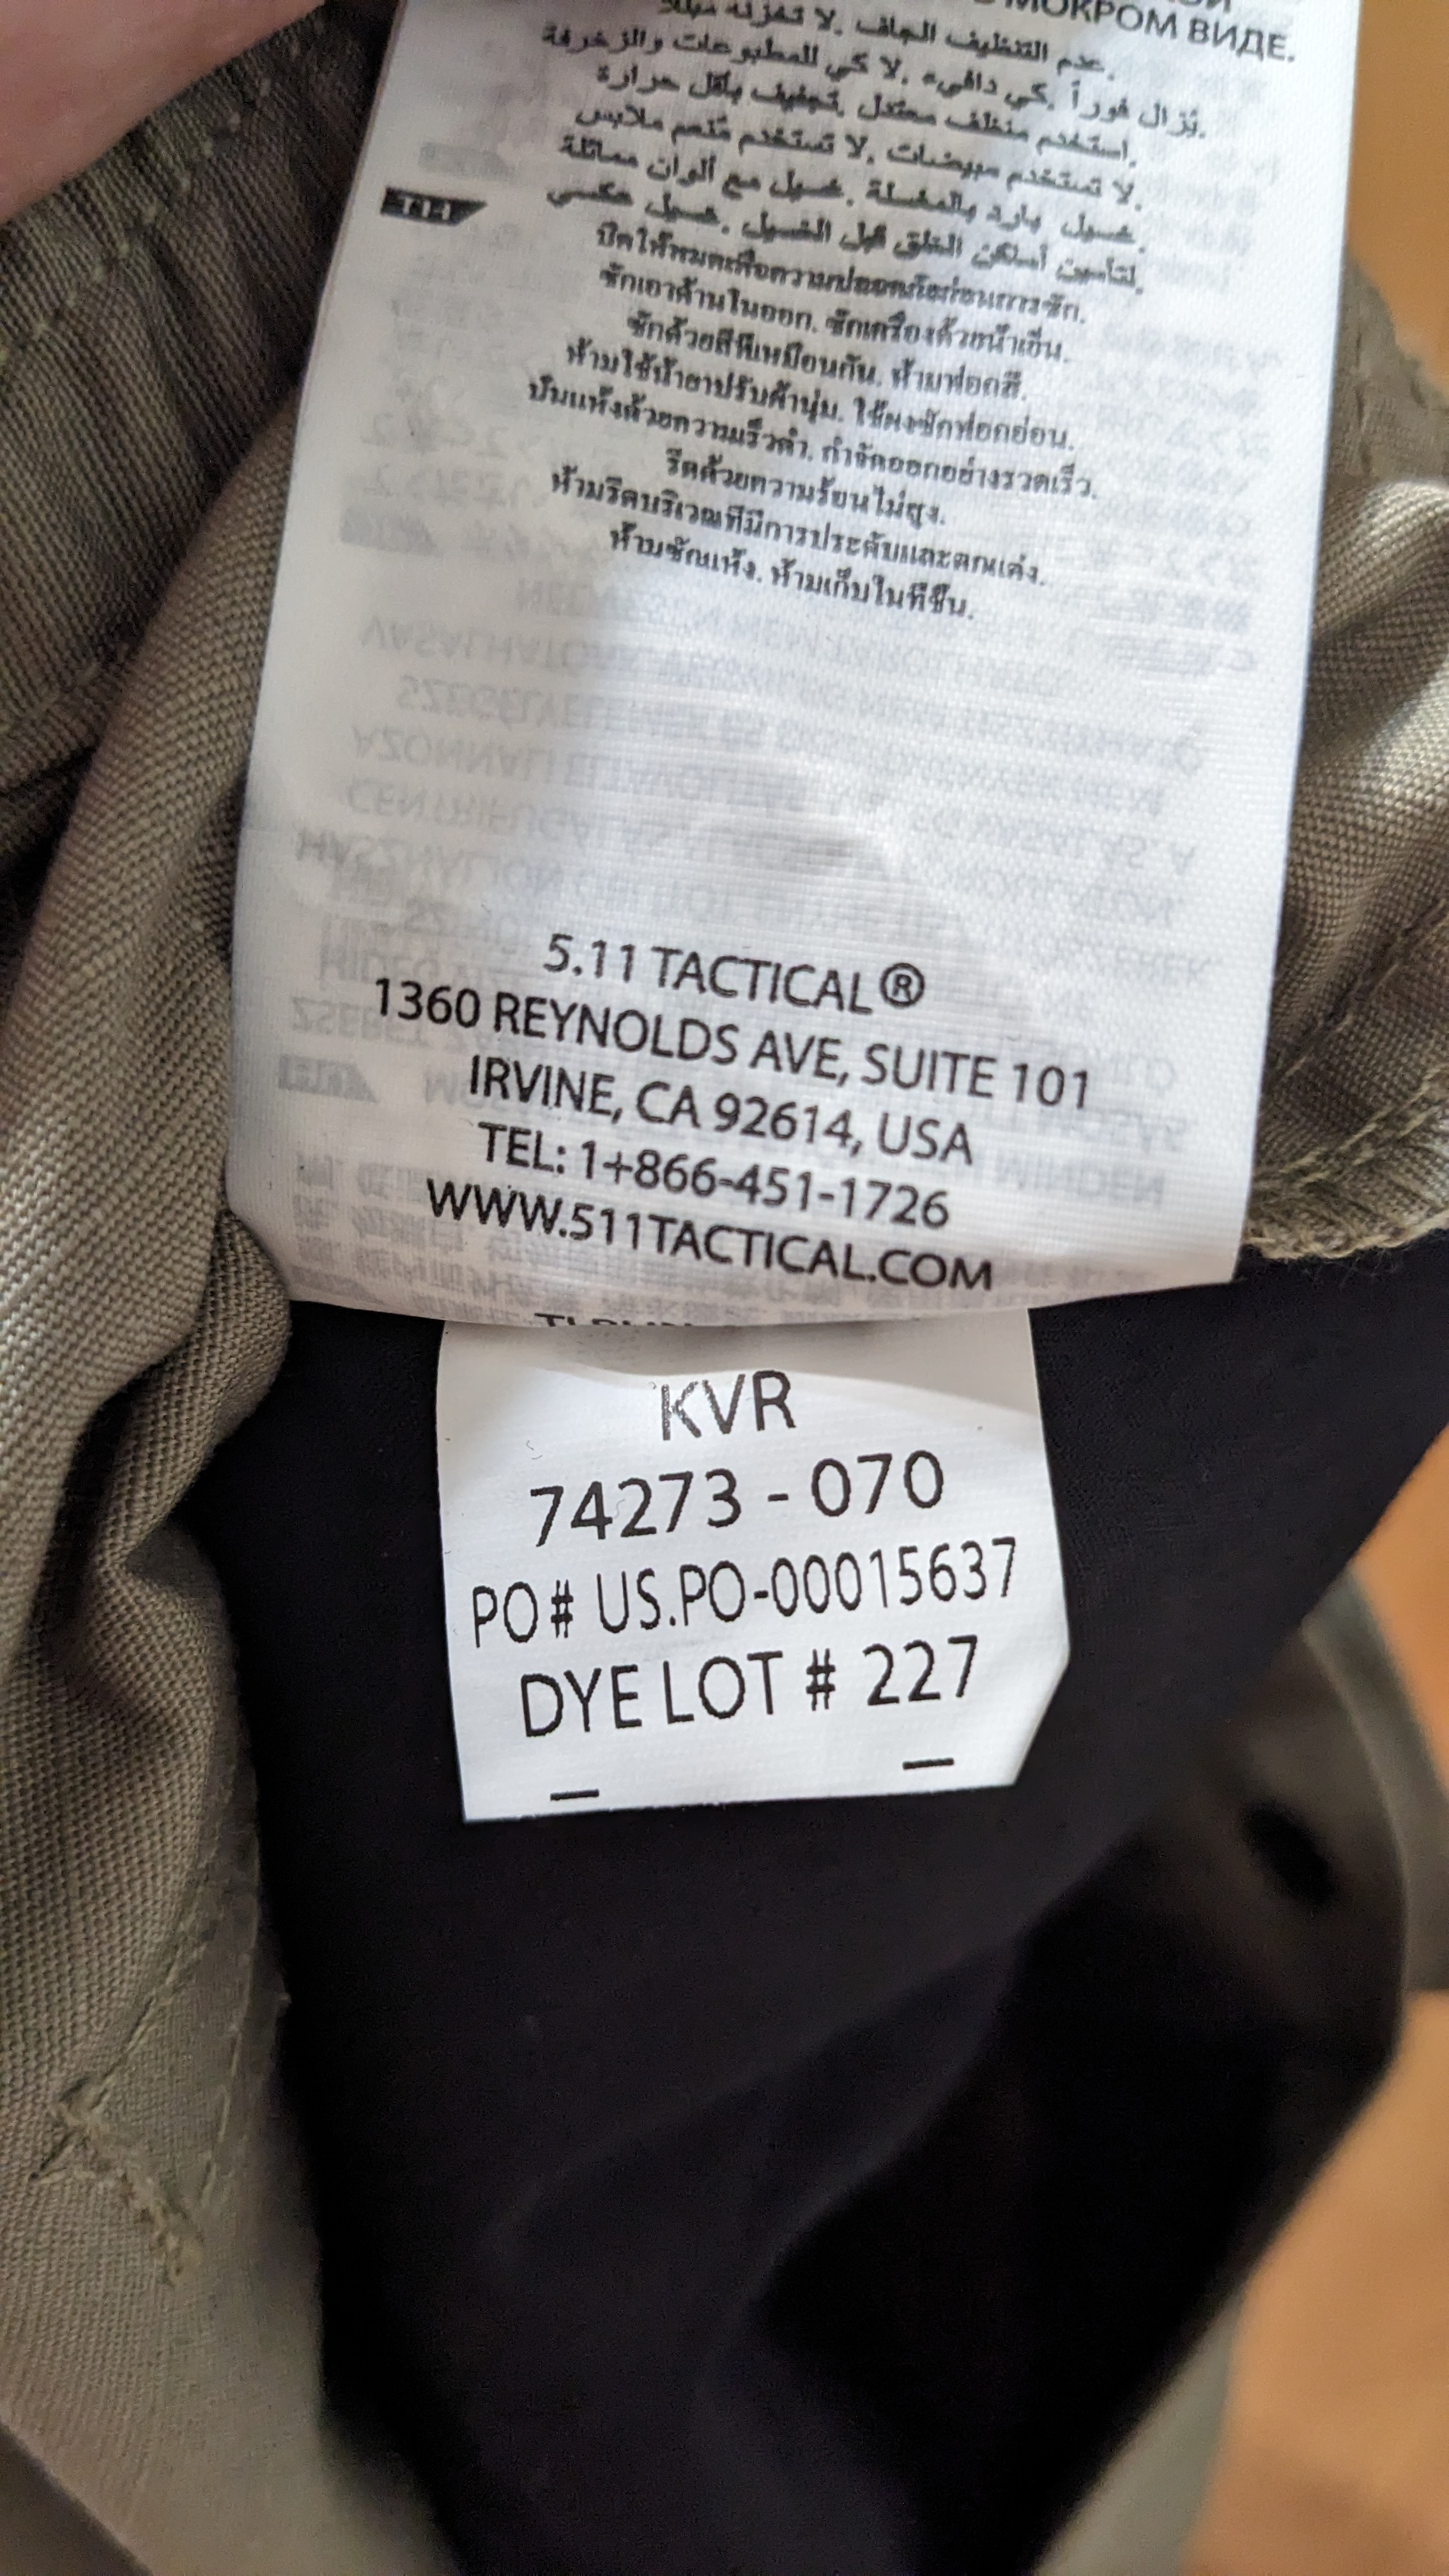 МОКРОМ ВИДЕ.
عدم التنظيف الجاف. لا تخزنه مبللا.
يُزال فوراً. كي دافيء. لا كي للمطبوعات والزخرفة
استخدم منظف معتدل. تجفيف بأقل حرارة.
لا تستخدم مبيضات. لا تستخدم مُنعم ملابس.
غسيل بارد بالمغسلة. غسيل مع ألوان مماثلة.
لتأمين أماكن الغلق قبل الغسيل. غسيل عكسي.
TH
ปิดให้หมดเพื่อความปลอดภัยก่อนการซัก.
ซักเอาด้านในออก. ซักเครื่องด้วยน้ำเย็น.
ซักด้วยสีที่เหมือนกัน. ห้ามฟอกสี.
ห้ามใช้น้ำยาปรับผ้านุ่ม. ใช้ผงซักฟอกอ่อน.
ปั่นแห้งด้วยความเร็วต่ำ. กำจัดออกอย่างรวดเร็ว.
รีดด้วยความร้อนไม่สูง.
ห้ามรีดบริเวณที่มีการประดับและตกแต่ง.
ห้ามซักแห้ง. ห้ามเก็บในที่ชื้น.
5.11 TACTICAL®
1360 REYNOLDS AVE, SUITE 101
IRVINE, CA 92614, USA
TEL: 1+866-451-1726
WWW.511TACTICAL.COM
KVR
74273 - 070
PO# US.PO-00015637
DYE LOT # 227